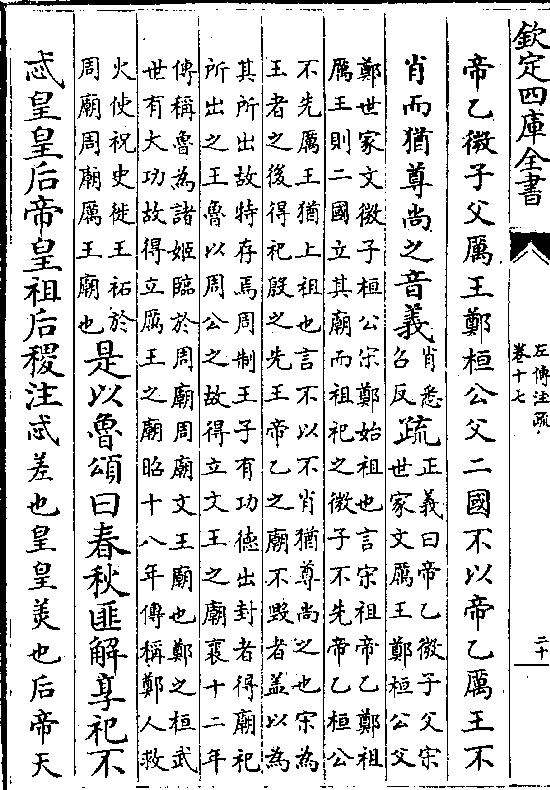 欽定四庫全書
左傳注疏
卷十七
二十
帝乙微子父厲王鄭桓公父二國不以帝乙厲王不
肖而猶尊尚之音義肖悉召反疏正義曰帝乙微子父宋世家文厲王鄭桓公父
鄭世家文微子桓公宋鄭始祖也言宋祖帝乙鄭祖
厲王則二國立其廟而祖祀之微子不先帝乙桓公
不先厲王猶上祖也言不以不肖猶尊尚之也宋為
王者之後得祀殷之先王帝乙之廟不毀者蓋以為
其所出故特存焉周制王子有功德出封者得廟祀
所出之王魯以周公之故得立文王之廟襄十二年
傳稱魯為諸姬臨於周廟周廟文王廟也鄭之桓武
世有大功故得立厲王之廟昭十八年傳稱鄭人救
火使祝史徙王祏於周廟周廟厲王廟也是以魯頌曰春秋匪解享祀不
忒皇皇后帝皇祖后稷注忒差也皇皇美也后帝天